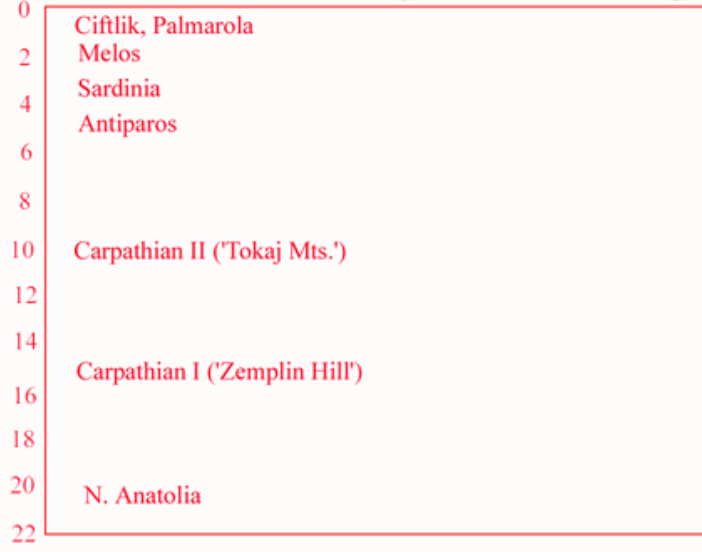 0
Ciftlik, Palmarola
2
Melos
Sardinia
4
Antiparos
6
8
10
Carpathian II ('Tokaj Mts.')
12
14
Carpathian I ('Zemplin Hill')
16
18
20
N. Anatolia
22